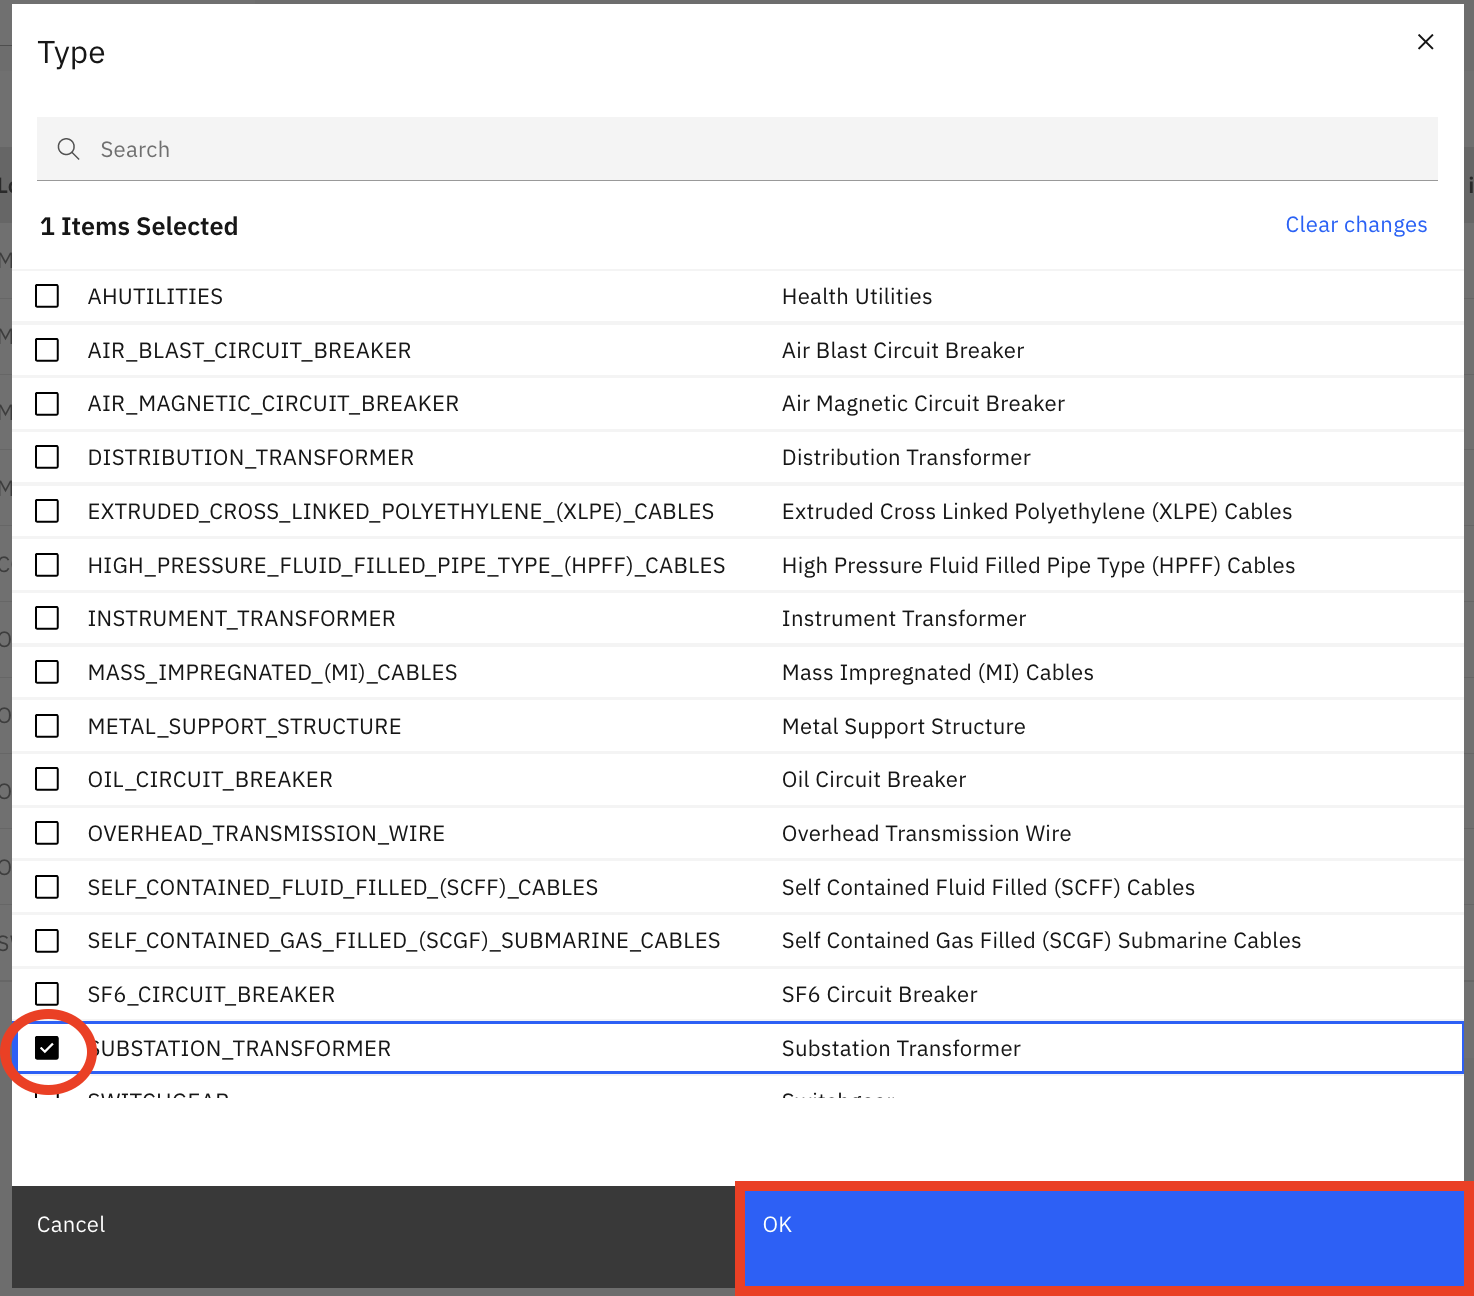 Type
Search
1 Items Selected
Clear changes
AHUTILITIES Health Utilities
AIR_BLAST_CIRCUIT_BREAKER Air Blast Circuit Breaker
AIR_MAGNETIC_CIRCUIT_BREAKER Air Magnetic Circuit Breaker
DISTRIBUTION_TRANSFORMER Distribution Transformer
EXTRUDED_CROSS_LINKED_POLYETHYLENE_(XLPE)_CABLES Extruded Cross Linked Polyethylene (XLPE) Cables
HIGH_PRESSURE_FLUID_FILLED_PIPE_TYPE_(HPFF)_CABLES High Pressure Fluid Filled Pipe Type (HPFF) Cables
INSTRUMENT_TRANSFORMER Instrument Transformer
MASS_IMPREGNATED_(MI)_CABLES Mass Impregnated (MI) Cables
METAL_SUPPORT_STRUCTURE Metal Support Structure
OIL_CIRCUIT_BREAKER Oil Circuit Breaker
OVERHEAD_TRANSMISSION_WIRE Overhead Transmission Wire
SELF_CONTAINED_FLUID_FILLED_(SCFF)_CABLES Self Contained Fluid Filled (SCFF) Cables
SELF_CONTAINED_GAS_FILLED_(SCGF)_SUBMARINE_CABLES Self Contained Gas Filled (SCGF) Submarine Cables
SF6_CIRCUIT_BREAKER SF6 Circuit Breaker
SUBSTATION_TRANSFORMER Substation Transformer
SWITCHGEAR Switchgear
Cancel
OK